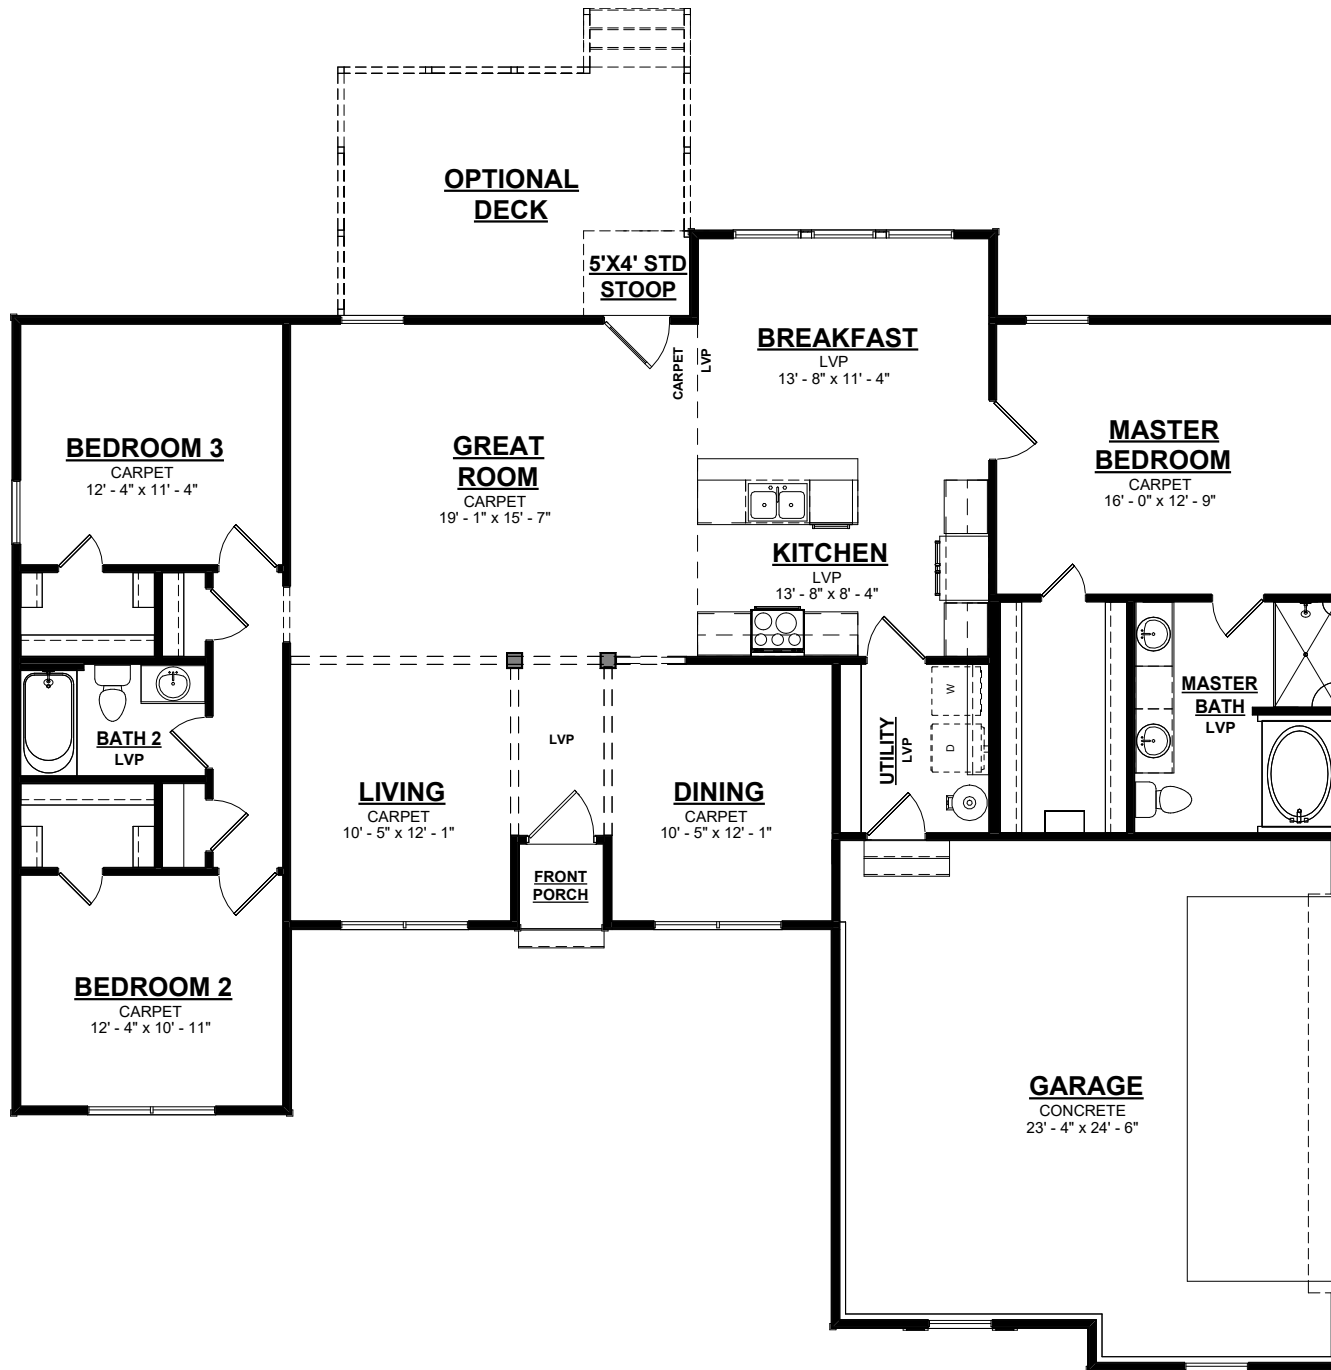 OPTIONAL
DECK
5'X4' STD
STOOP
BREAKFAST
LVP
13' - 8" x 11' - 4"
CARPET
LVP
BEDROOM 3
CARPET
12' - 4" x 11' - 4"
GREAT
ROOM
CARPET
19' - 1" x 15' - 7"
MASTER
BEDROOM
CARPET
16' - 0" x 12' - 9"
KITCHEN
LVP
13' - 8" x 8' - 4"
BATH 2
LVP
LVP
W
D
UTILITY
LVP
MASTER
BATH
LVP
LIVING
CARPET
10' - 5" x 12' - 1"
DINING
CARPET
10' - 5" x 12' - 1"
FRONT
PORCH
BEDROOM 2
CARPET
12' - 4" x 10' - 11"
GARAGE
CONCRETE
23' - 4" x 24' - 6"